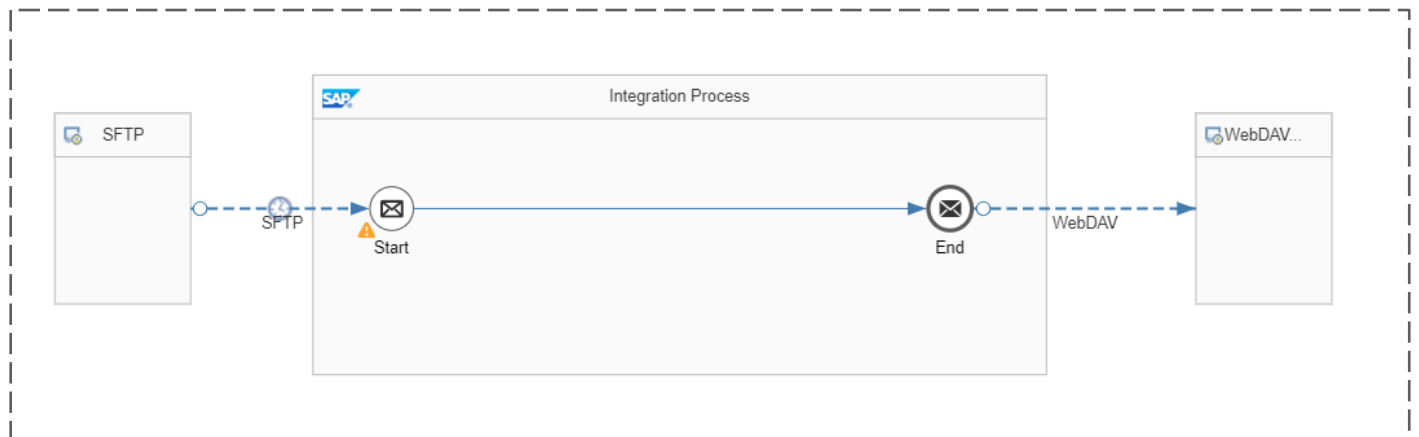 SAP
Integration Process
SFTP
WebDAV...
SFTP
WebDAV
Start
End